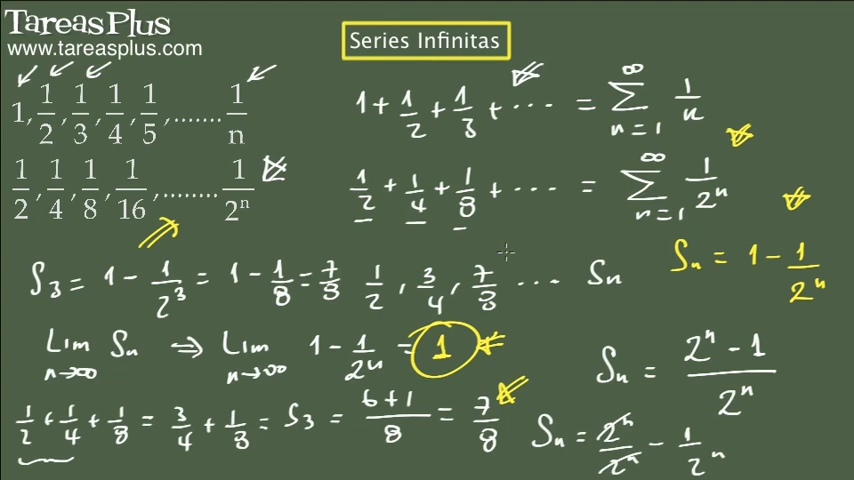 TareasPlus
www.tareasplus.com
Series Infinitas
1, 1/2, 1/3, 1/4, 1/5, ....... 1/n
1 + 1/2 + 1/3 + ... = ∑_{n=1}^{∞} 1/n
1/2, 1/4, 1/8, 1/16, ........ 1/2^n
1/2 + 1/4 + 1/8 + ... = ∑_{n=1}^{∞} 1/2^n
S_n = 1 - 1/2^n
S_3 = 1 - 1/2^3 = 1 - 1/8 = 7/8
1/2, 3/4, 7/8 ... S_n
Lim_{n→∞} S_n ⇒ Lim_{n→∞} 1 - 1/2^n = 1
S_n = (2^n - 1)/2^n
1/2 + 1/4 + 1/8 = 3/4 + 1/8 = S_3 = (6+1)/8 = 7/8
S_n = 2^n/2^n - 1/2^n